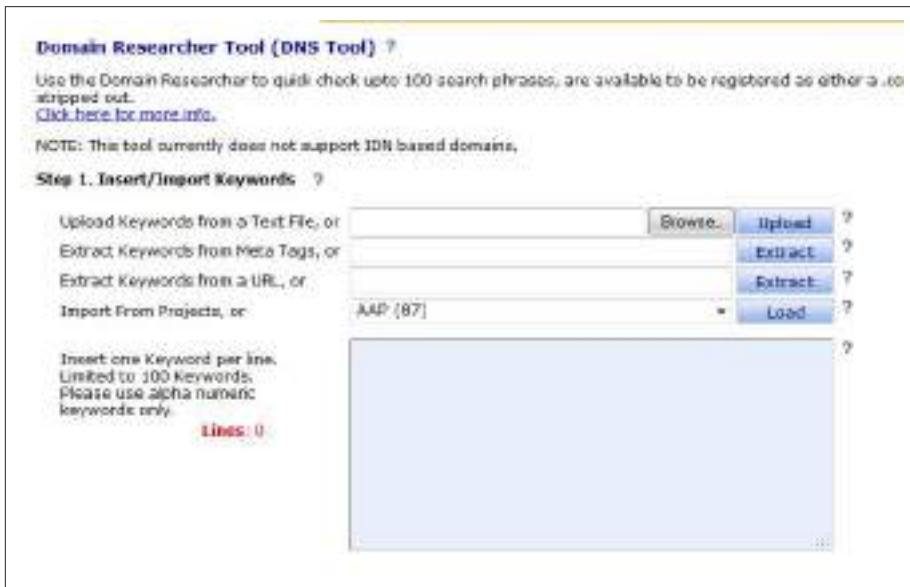 Domain Researcher Tool (DNS Tool) ?
Use the Domain Researcher to quick check upto 100 search phrases, are available to be registered as either a .co
stripped out.
Click here for more info.
NOTE: This tool currently does not support IDN based domains.
Step 1. Insert/Import Keywords ?
Upload Keywords from a Text File, or Browse.. Upload ?
Extract Keywords from Meta Tags, or Extract ?
Extract Keywords from a URL, or Extract ?
Import From Projects, or AAP (87) Load ?
Insert one Keyword per line. ?
Limited to 100 Keywords.
Please use alpha numeric
keywords only.
Lines: 0